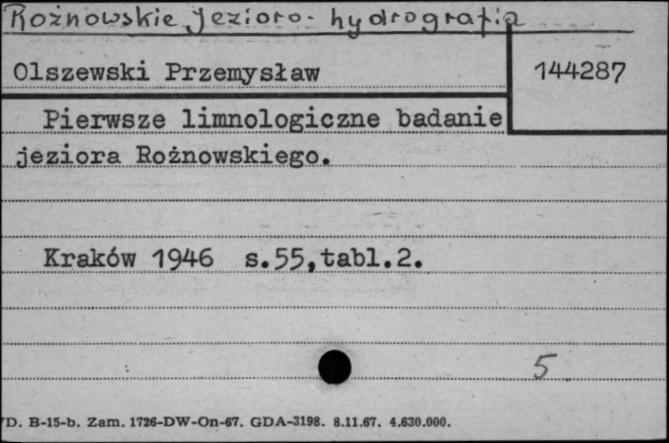 Rożnowskie jezioro - hydrografia
Olszewski Przemysław
144287
Pierwsze limnologiczne badanie
jeziora Rożnowskiego.
Kraków 1946 s.55,tabl.2.
5
D. B-15-b. Zam. 1726-DW-On-67. GDA-3198. 8.11.67. 4.630.000.